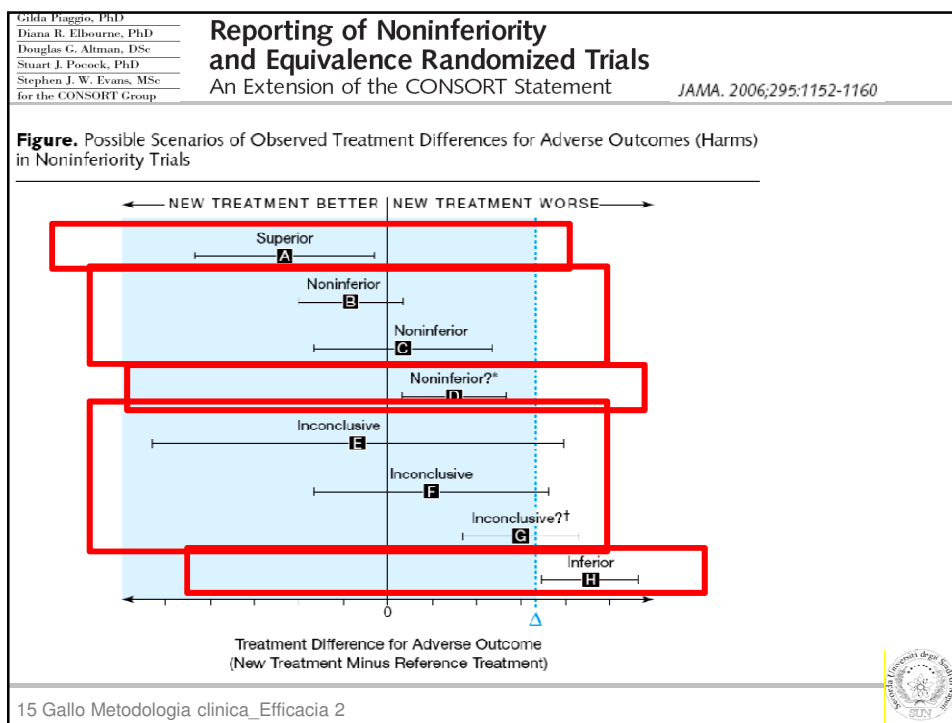 Gilda Piaggio, PhD
Diana R. Elbourne, PhD
Douglas G. Altman, DSc
Stuart J. Pocock, PhD
Stephen J. W. Evans, MSc
for the CONSORT Group
Reporting of Noninferiority
and Equivalence Randomized Trials
An Extension of the CONSORT Statement
JAMA. 2006;295:1152-1160
Figure. Possible Scenarios of Observed Treatment Differences for Adverse Outcomes (Harms)
in Noninferiority Trials
NEW TREATMENT BETTER NEW TREATMENT WORSE
Superior
A
Noninferior
B
Noninferior
C
Noninferior?*
D
Inconclusive
E
Inconclusive
F
Inconclusive?†
G
Inferior
H
0
Δ
Treatment Difference for Adverse Outcome
(New Treatment Minus Reference Treatment)
15 Gallo Metodologia clinica_Efficacia 2
SUN